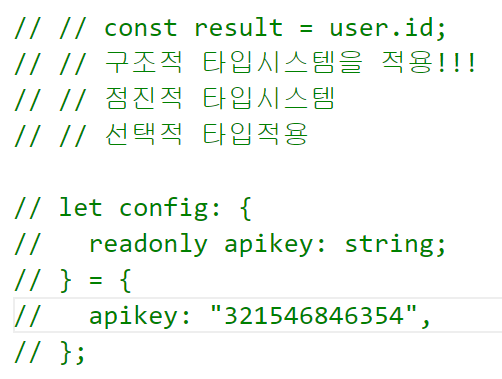 // // const result = user.id;
// // 구조적 타입시스템을 적용!!!
// // 점진적 타입시스템
// // 선택적 타입적용
// let config: {
//   readonly apikey: string;
// } = {
//   apikey: "321546846354",
// };